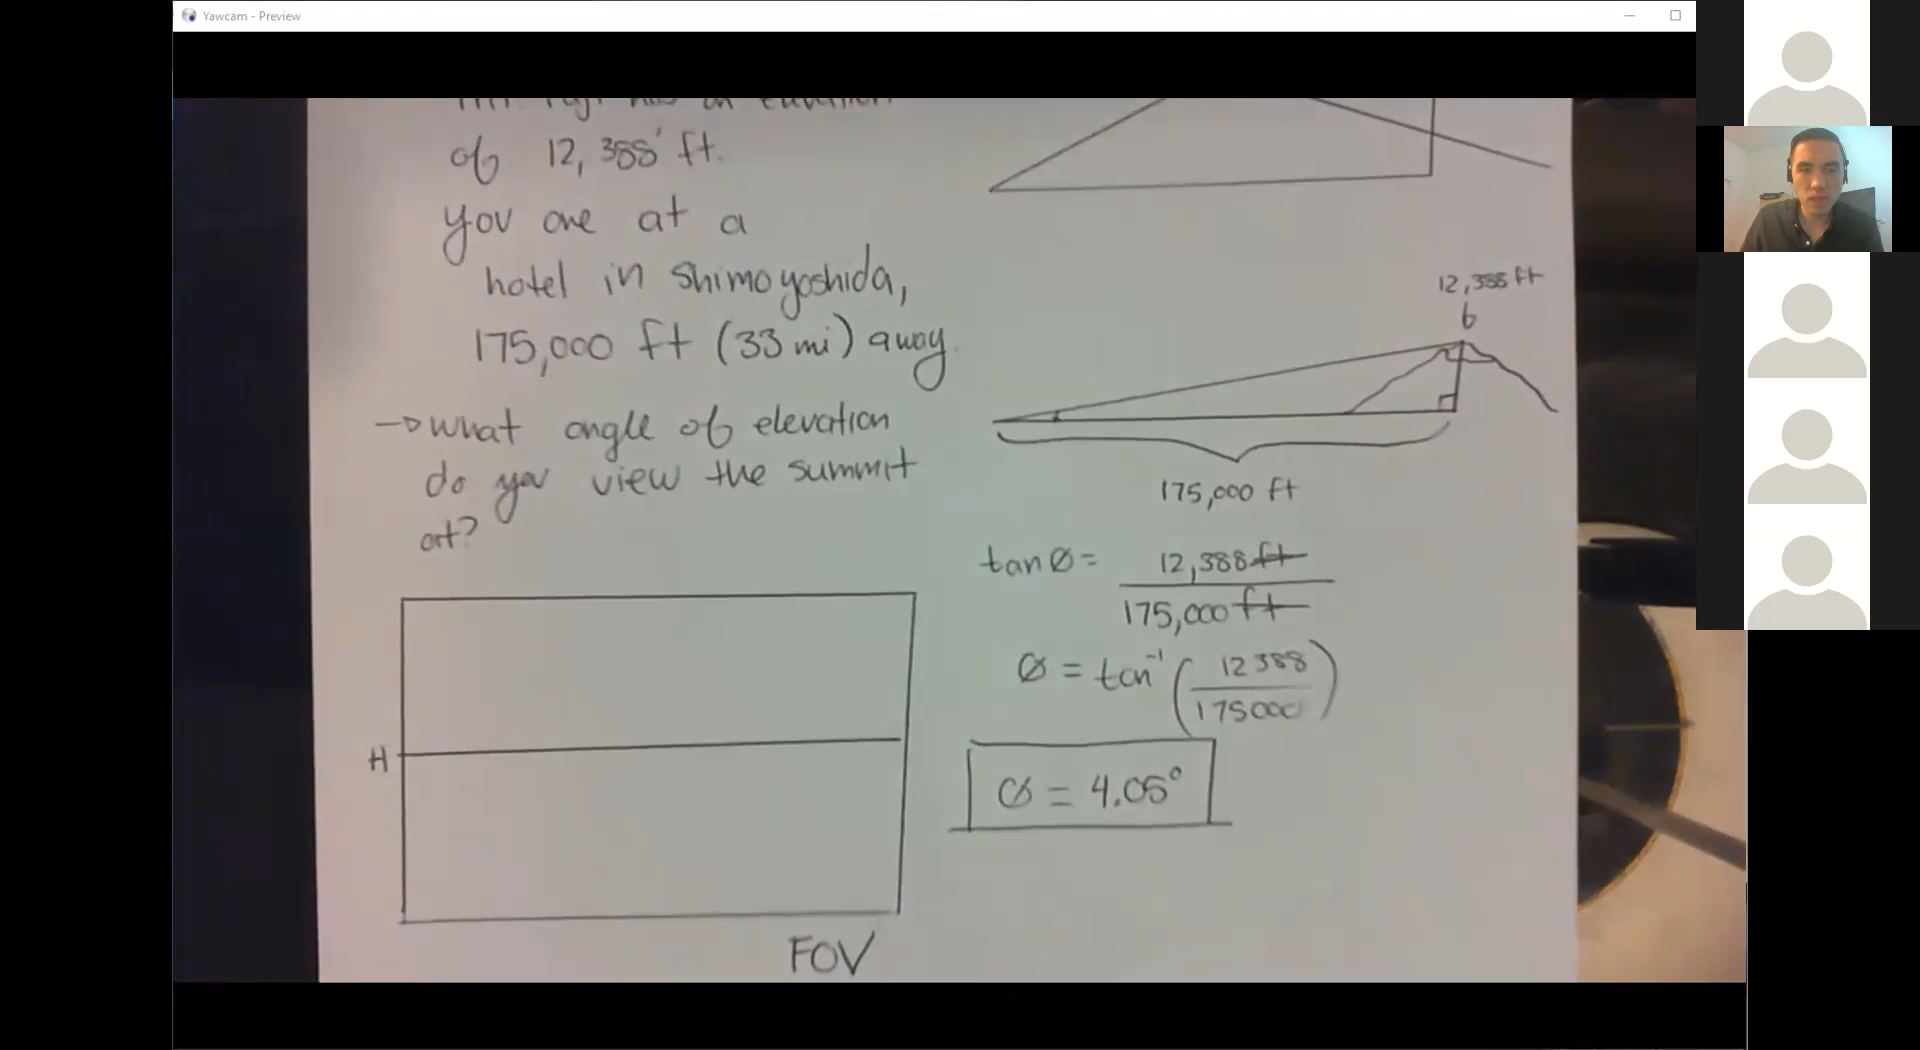 Yawcam - Preview
of 12,388' ft.
you are at a
hotel in Shimoyoshida,
175,000 ft (33 mi) away.
→ what angle of elevation
do you view the summit
at?
H
FOV
12,388 ft
6
175,000 ft
tan Ø = 12,388 ft
175,000 ft
Ø = tan⁻¹ (12388
175000)
Ø = 4.05°